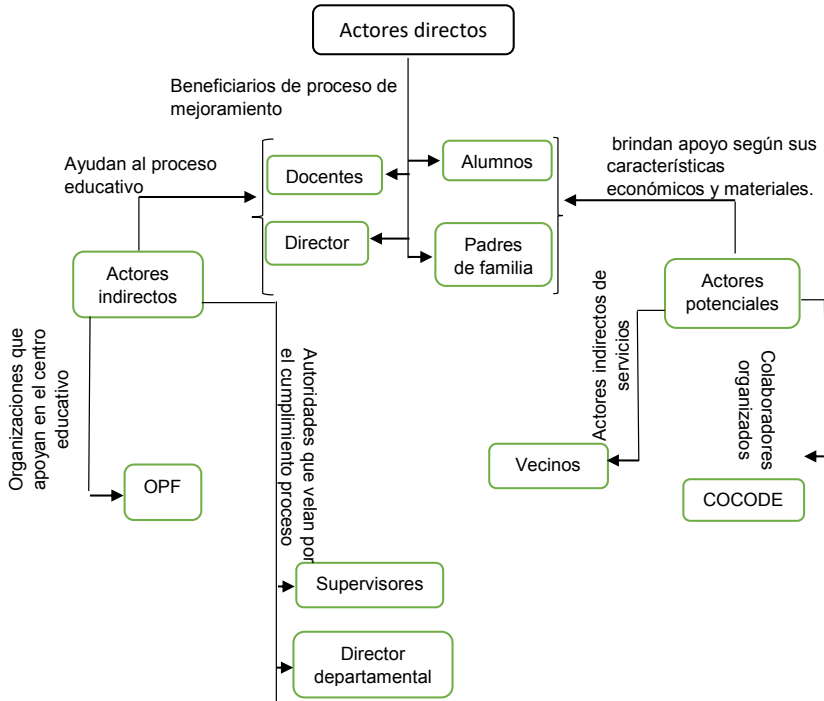 Actores directos
Beneficiarios de proceso de
mejoramiento
Ayudan al proceso
educativo
Docentes
Alumnos
brindan apoyo según sus
características
económicos y materiales.
Director
Padres
de familia
Actores
indirectos
Actores
potenciales
Organizaciones que
apoyan en el centro
educativo
Autoridades que velan por
el cumplimiento proceso
Actores indirectos de
servicios
Colaboradores
organizados
Vecinos
OPF
COCODE
Supervisores
Director
departamental